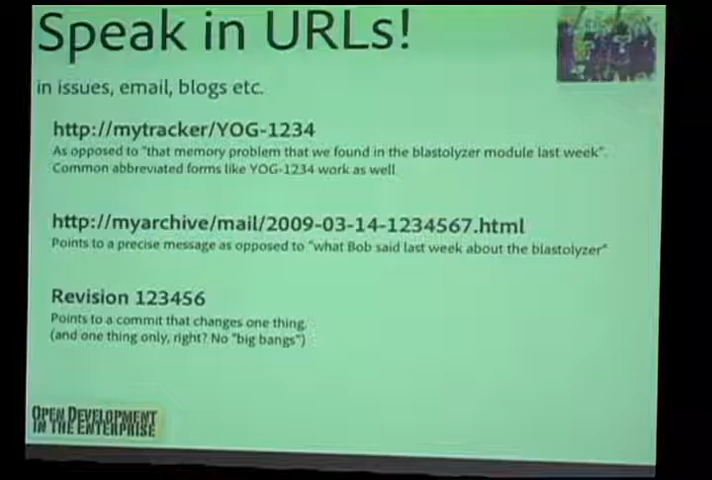 Speak in URLs!
in issues, email, blogs etc.
http://mytracker/YOG-1234
As opposed to "that memory problem that we found in the blastolyzer module last week".
Common abbreviated forms like YOG-1234 work as well
http://myarchive/mail/2009-03-14-1234567.html
Points to a precise message as opposed to "what Bob said last week about the blastolyzer"
Revision 123456
Points to a commit that changes one thing
(and one thing only, right? No "big bangs")
OPEN DEVELOPMENT
IN THE ENTERPRISE